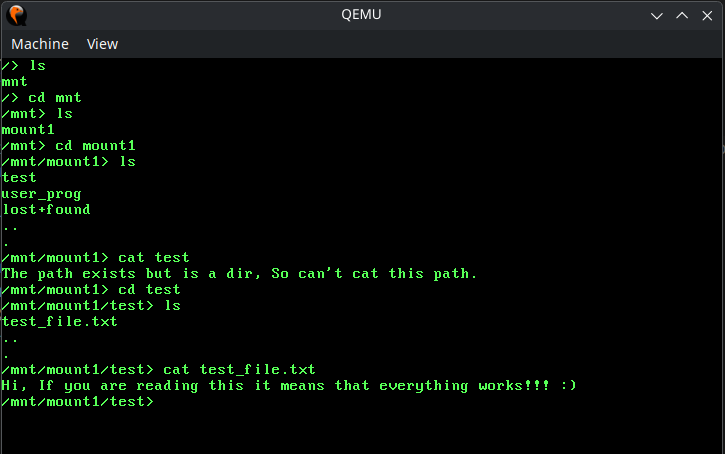 QEMU
Machine View
/> ls
mnt
/> cd mnt
/mnt> ls
mount1
/mnt> cd mount1
/mnt/mount1> ls
test
user_prog
lost+found
..
.
/mnt/mount1> cat test
The path exists but is a dir, So can't cat this path.
/mnt/mount1> cd test
/mnt/mount1/test> ls
test_file.txt
..
.
/mnt/mount1/test> cat test_file.txt
Hi, If you are reading this it means that everything works!!! :)
/mnt/mount1/test>